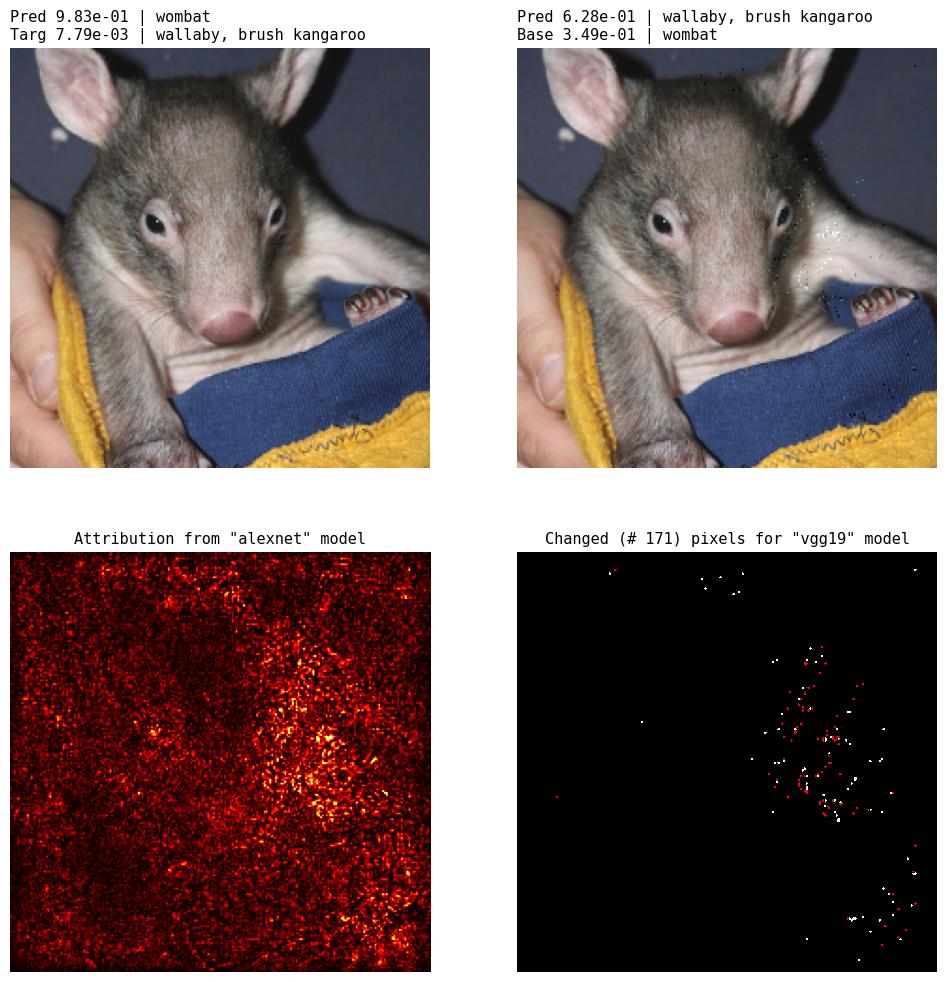 Pred 9.83e-01 | wombat
Targ 7.79e-03 | wallaby, brush kangaroo
Pred 6.28e-01 | wallaby, brush kangaroo
Base 3.49e-01 | wombat
Attribution from "alexnet" model
Changed (# 171) pixels for "vgg19" model